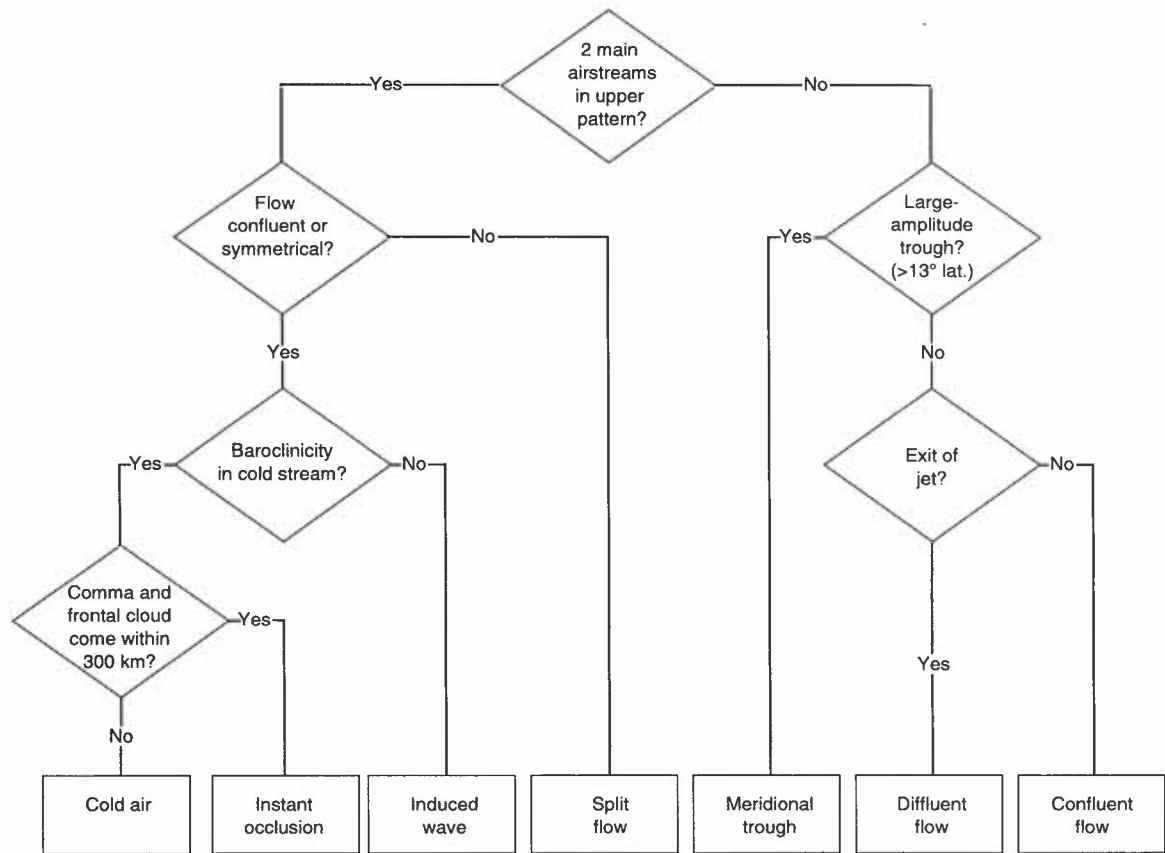 2 main
airstreams
in upper
pattern?
Yes
No
Flow
confluent or
symmetrical?
No
Yes
Large-
amplitude
trough?
(>13° lat.)
Yes
No
Baroclinicity
in cold stream?
Yes
No
Exit of
jet?
No
Yes
Comma and
frontal cloud
come within
300 km?
Yes
No
Cold air
Instant
occlusion
Induced
wave
Split
flow
Meridional
trough
Diffluent
flow
Confluent
flow